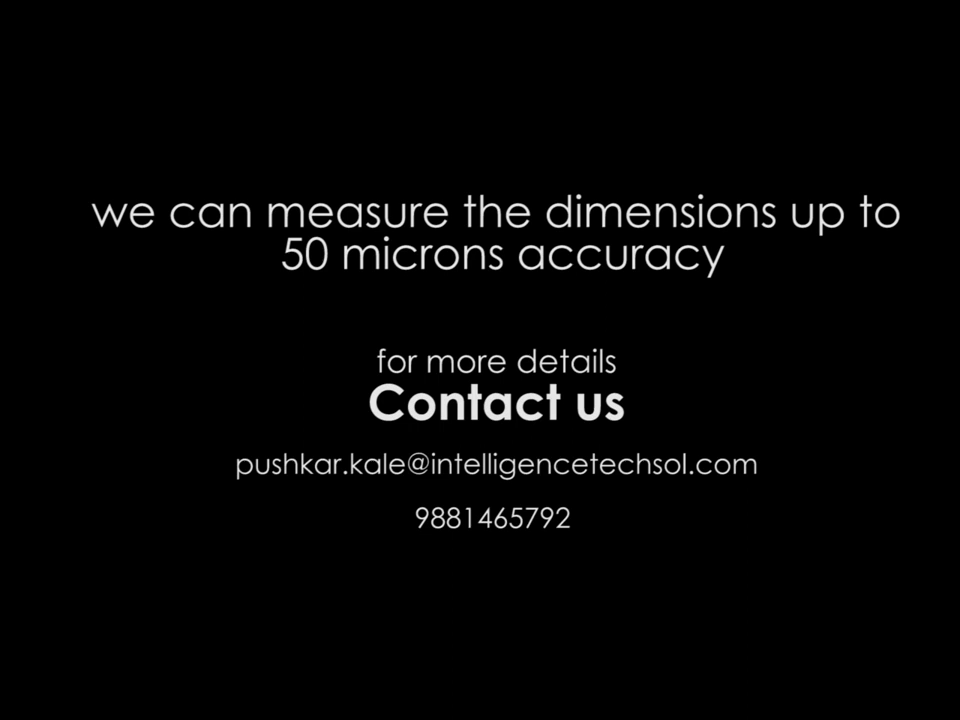 we can measure the dimensions up to
50 microns accuracy
for more details
Contact us
pushkar.kale@intelligencetechsol.com
9881465792